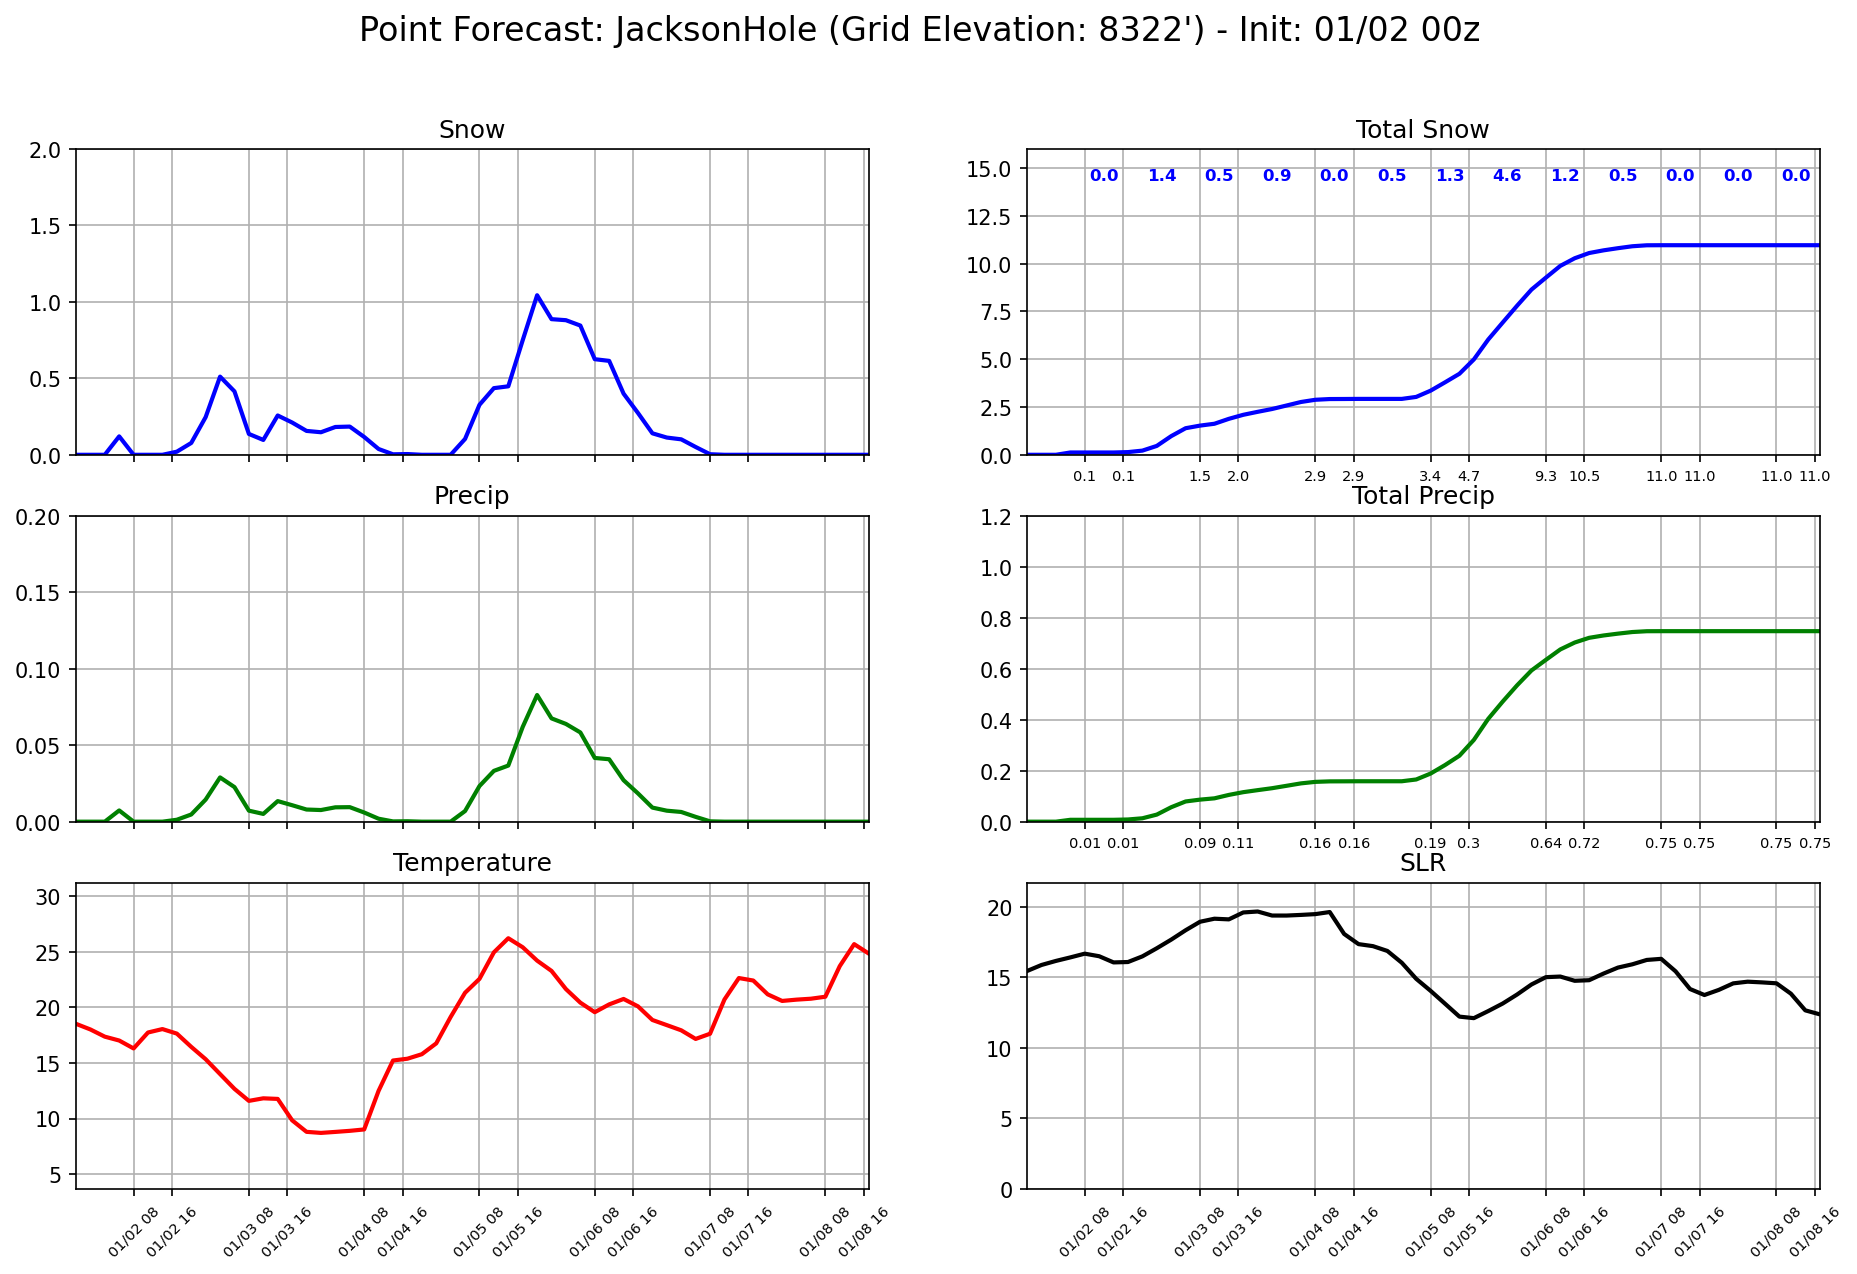 Point Forecast: JacksonHole (Grid Elevation: 8322') - Init: 01/02 00z
Snow
2.0
1.5
1.0
0.5
0.0
Total Snow
15.0
12.5
10.0
7.5
5.0
2.5
0.0
0.0 1.4 0.5 0.9 0.0 0.5 1.3 4.6 1.2 0.5 0.0 0.0 0.0
0.1 0.1 1.5 2.0 2.9 2.9 3.4 4.7 9.3 10.5 11.0 11.0 11.0 11.0
Precip
0.20
0.15
0.10
0.05
0.00
Total Precip
1.2
1.0
0.8
0.6
0.4
0.2
0.0
0.01 0.01 0.09 0.11 0.16 0.16 0.19 0.3 0.64 0.72 0.75 0.75 0.75 0.75
Temperature
30
25
20
15
10
5
01/02 08 01/02 16 01/03 08 01/03 16 01/04 08 01/04 16 01/05 08 01/05 16 01/06 08 01/06 16 01/07 08 01/07 16 01/08 08 01/08 16
SLR
20
15
10
5
0
01/02 08 01/02 16 01/03 08 01/03 16 01/04 08 01/04 16 01/05 08 01/05 16 01/06 08 01/06 16 01/07 08 01/07 16 01/08 08 01/08 16